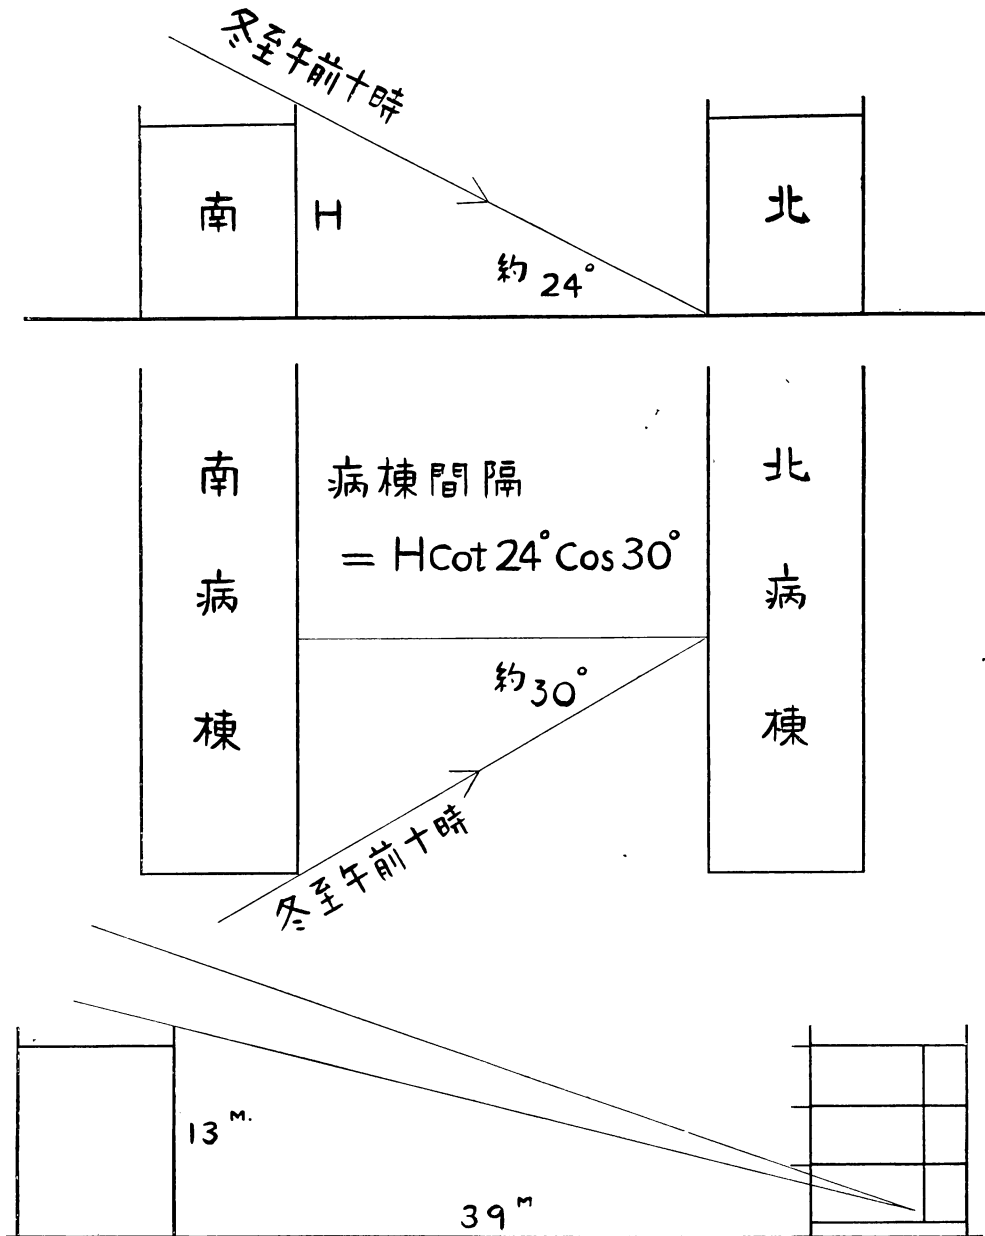 冬至午前十時
南
H
北
約24°
南病棟
病棟間隔
= HCot 24° Cos 30°
北病棟
約30°
冬至午前十時
13M.
39M